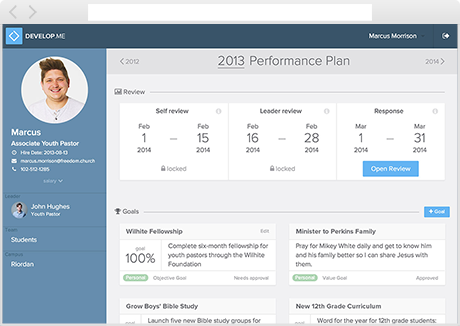 DEVELOP.ME
Marcus Morrison
2012
2013 Performance Plan
2014
Marcus
Associate Youth Pastor
Hire Date: 2013-08-13
marcus.morrison@freedom.church
102-512-1285
salary
Leader
John Hughes
Youth Pastor
Team
Students
Campus
Riordan
Review
Self review
Feb Feb
1 — 15
2014 2014
locked
Leader review
Feb Feb
16 — 28
2014 2014
locked
Response
Mar Mar
1 — 31
2014 2014
Open Review
Goals
+ Goal
Wilhite Fellowship
Edit
goal
100%
Complete six-month fellowship for
youth pastors through the Wilhite
Foundation
Personal Objective Goal Needs approval
Minister to Perkins Family
Pray for Mikey White daily and get to know him
and his family better so I can share Jesus with
them.
Personal Value Goal Approved
Grow Boys' Bible Study
goal
Launch five new Bible study groups for
New 12th Grade Curriculum
goal
Word for the year for 12th grade students: